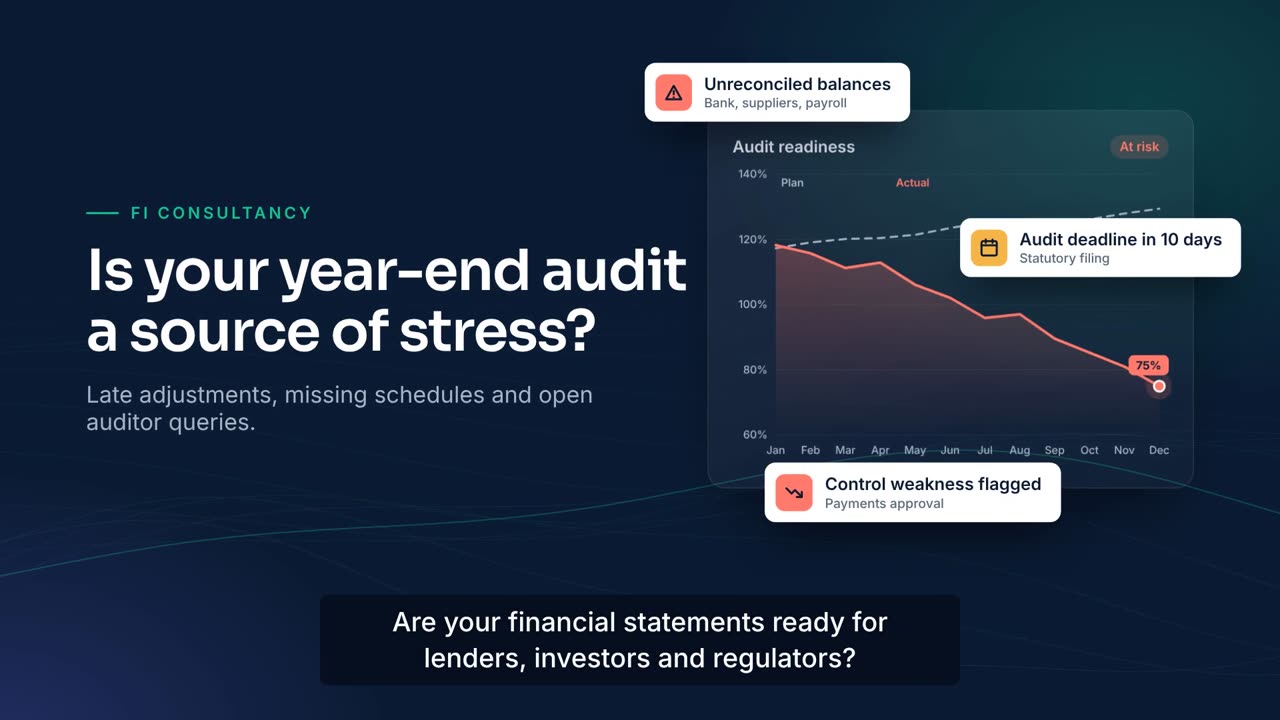 FI CONSULTANCY
Is your year-end audit
a source of stress?
Late adjustments, missing schedules and open
auditor queries.
Unreconciled balances
Bank, suppliers, payroll
Audit readiness
At risk
140%
Plan
Actual
120%
Audit deadline in 10 days
Statutory filing
100%
80%
75%
60%
Jan Feb Mar Apr May Jun Jul Aug Sep Oct Nov Dec
Control weakness flagged
Payments approval
Are your financial statements ready for
lenders, investors and regulators?